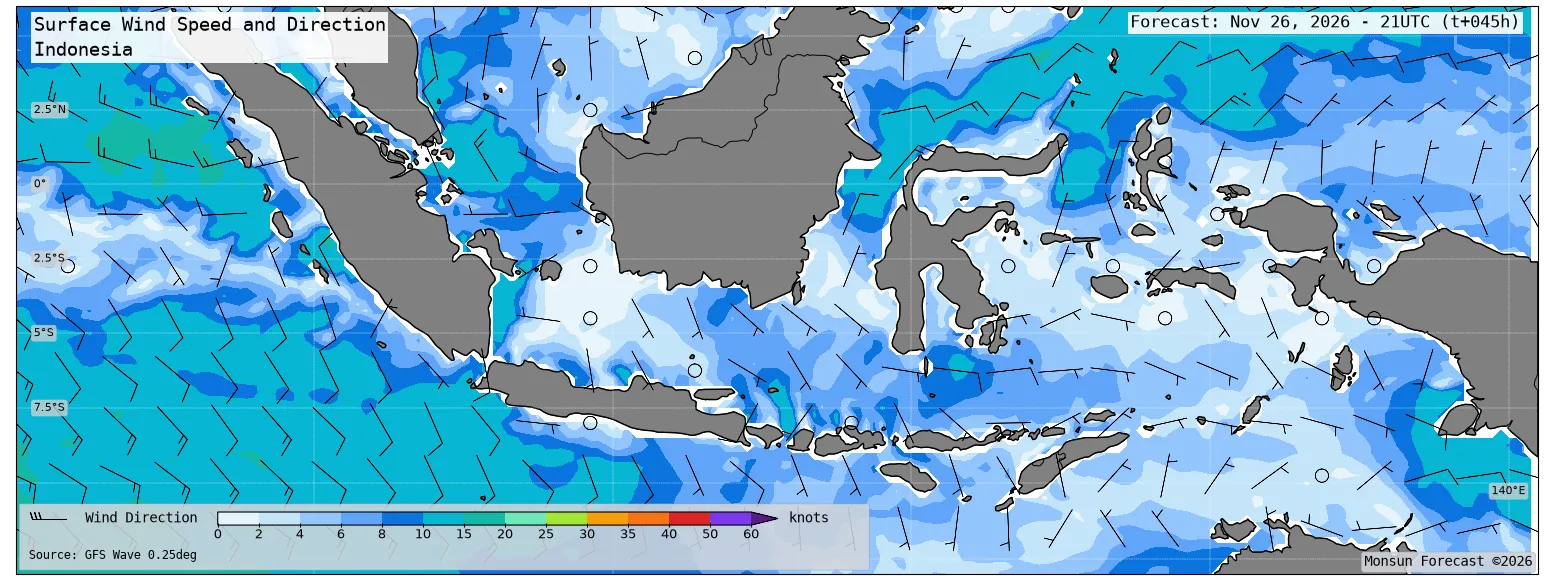 Surface Wind Speed and Direction
Indonesia
Forecast: Nov 26, 2026 - 21UTC (t+045h)
2.5°N
0°
2.5°S
5°S
7.5°S
140°E
Wind Direction
knots
0 2 4 6 8 10 15 20 25 30 35 40 50 60
Source: GFS Wave 0.25deg
Monsun Forecast ©2026